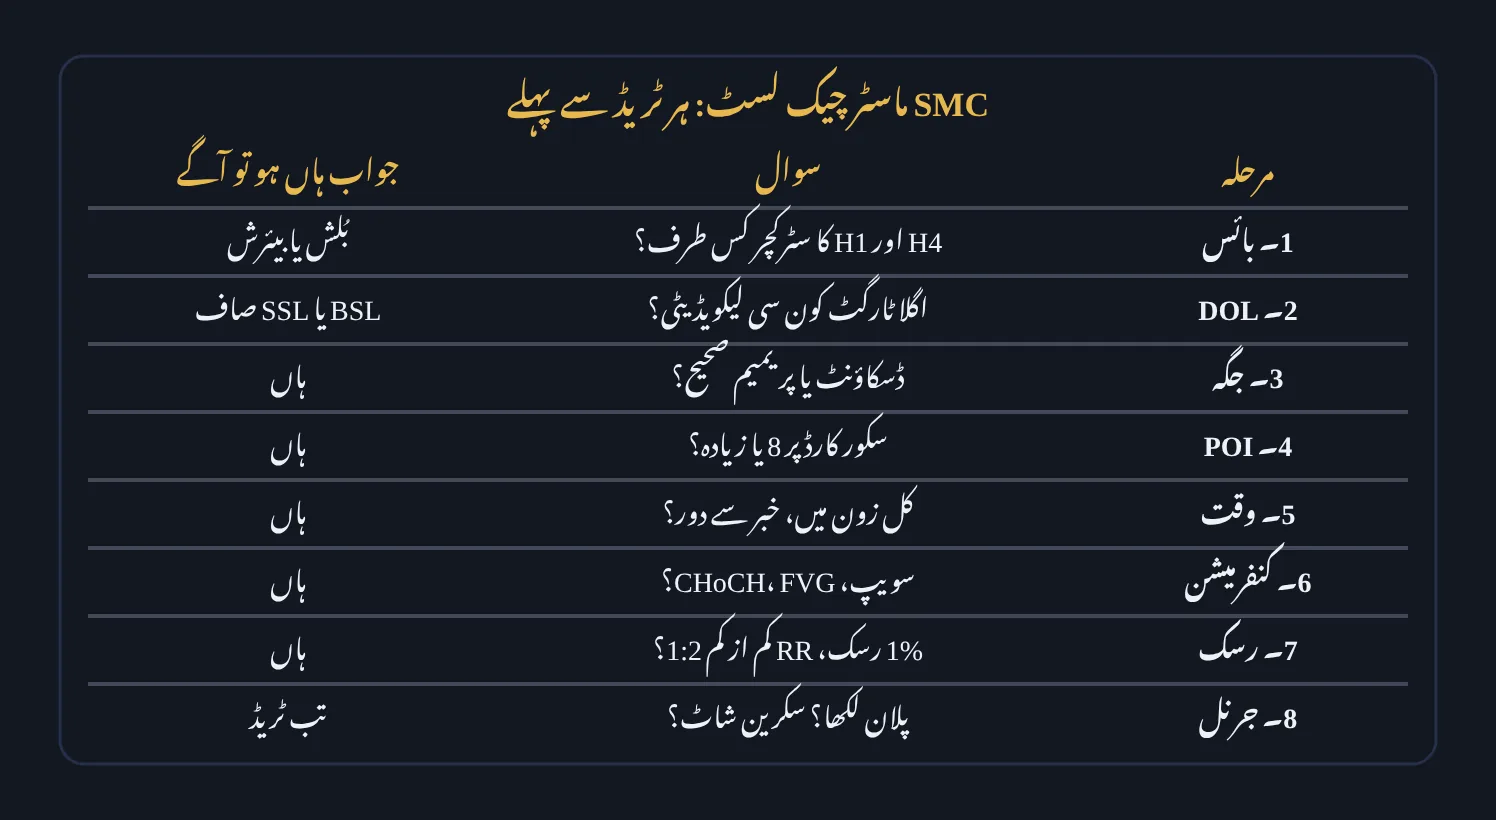 SMC ماسٹر چیک لسٹ: ہر ٹریڈ سے پہلے
مرحلہ سوال جواب ہاں ہو تو آگے
1۔ بائس H4 اور H1 کا سٹرکچر کس طرف؟ بُلش یا بیئرش
2۔ DOL اگلا ٹارگٹ کون سی لیکویڈیٹی؟ BSL یا SSL صاف
3۔ جگہ ڈسکاؤنٹ یا پریمیم صحیح؟ ہاں
4۔ POI سکور کارڈ پر 8 یا زیادہ؟ ہاں
5۔ وقت کل زون میں، خبر سے دور؟ ہاں
6۔ کنفرمیشن سویپ، CHoCH، FVG؟ ہاں
7۔ رسک 1% رسک، RR کم از کم 1:2؟ ہاں
8۔ جرنل پلان لکھا؟ سکرین شاٹ؟ تب ٹریڈ